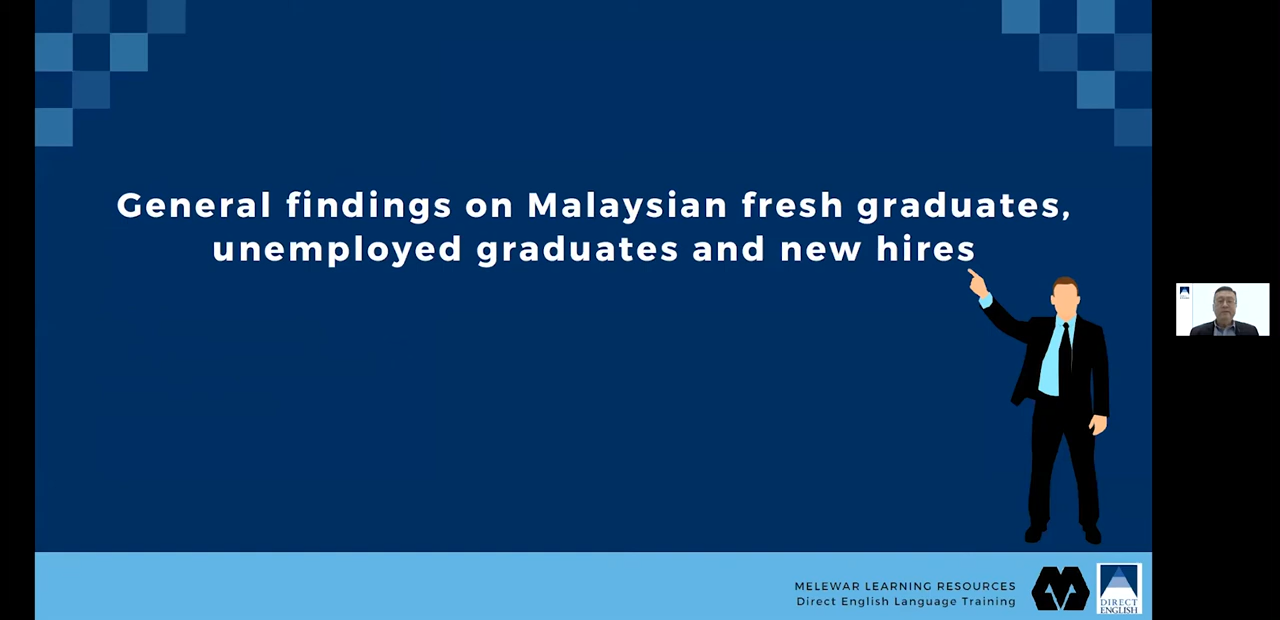 General findings on Malaysian fresh graduates,
unemployed graduates and new hires
MELEWAR LEARNING RESOURCES
Direct English Language Training
DIRECT
ENGLISH